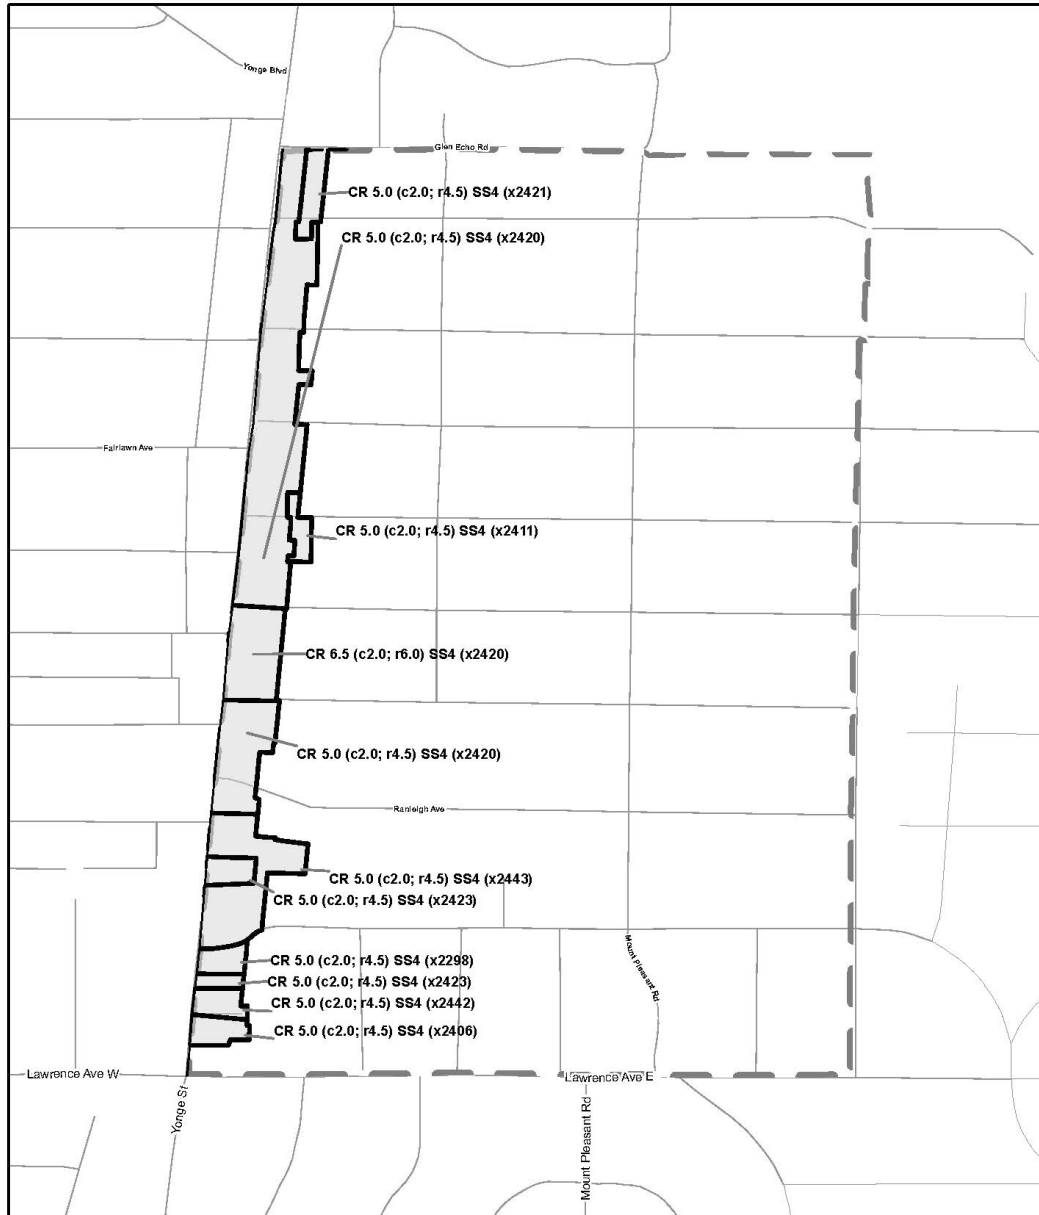 Yonge Blvd
Glen Echo Rd
CR 5.0 (c2.0; r4.5) SS4 (x2421)
CR 5.0 (c2.0; r4.5) SS4 (x2420)
Fairlawn Ave
CR 5.0 (c2.0; r4.5) SS4 (x2411)
CR 6.5 (c2.0; r6.0) SS4 (x2420)
CR 5.0 (c2.0; r4.5) SS4 (x2420)
Ranleigh Ave
CR 5.0 (c2.0; r4.5) SS4 (x2443)
CR 5.0 (c2.0; r4.5) SS4 (x2423)
CR 5.0 (c2.0; r4.5) SS4 (x2298)
Mount Pleasant Rd
CR 5.0 (c2.0; r4.5) SS4 (x2423)
CR 5.0 (c2.0; r4.5) SS4 (x2442)
CR 5.0 (c2.0; r4.5) SS4 (x2406)
Lawrence Ave W
Lawrence Ave E
Yonge St
Mount Pleasant Rd